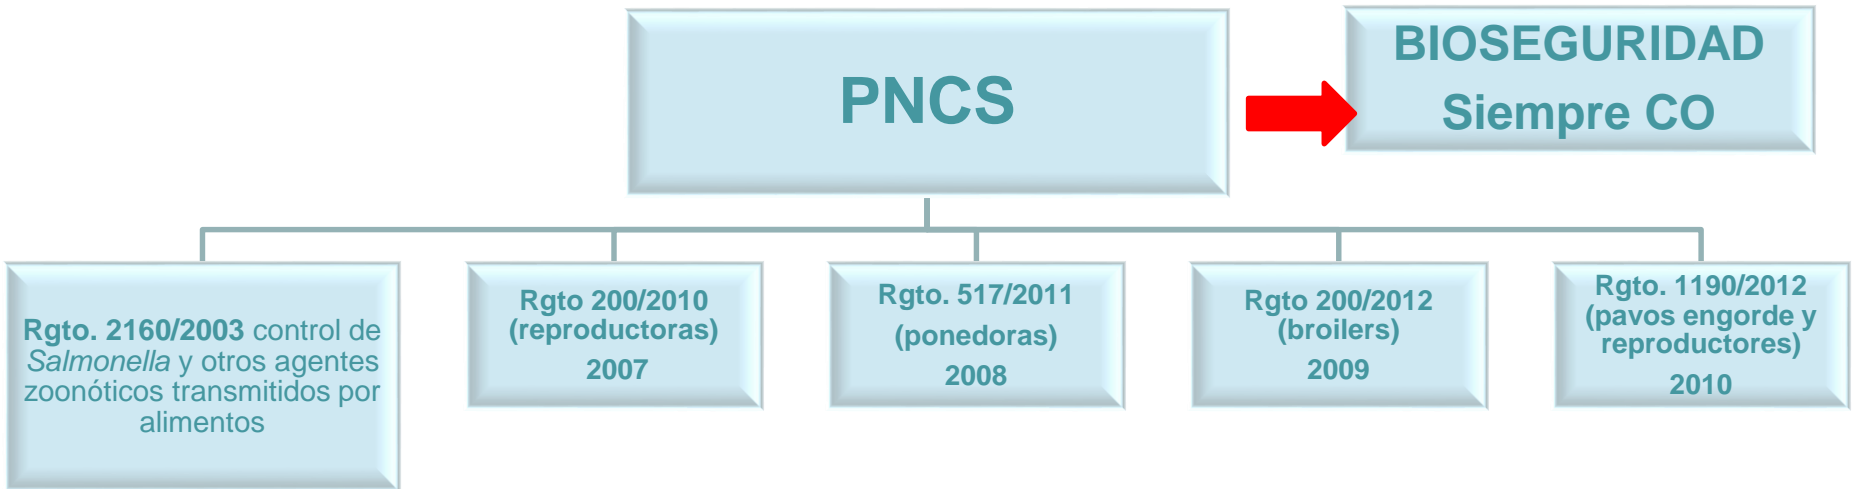 PNCS
BIOSEGURIDAD
Siempre CO
Rgto. 2160/2003 control de
Salmonella y otros agentes
zoonóticos transmitidos por
alimentos
Rgto 200/2010
(reproductoras)
2007
Rgto. 517/2011
(ponedoras)
2008
Rgto 200/2012
(broilers)
2009
Rgto. 1190/2012
(pavos engorde y
reproductores)
2010